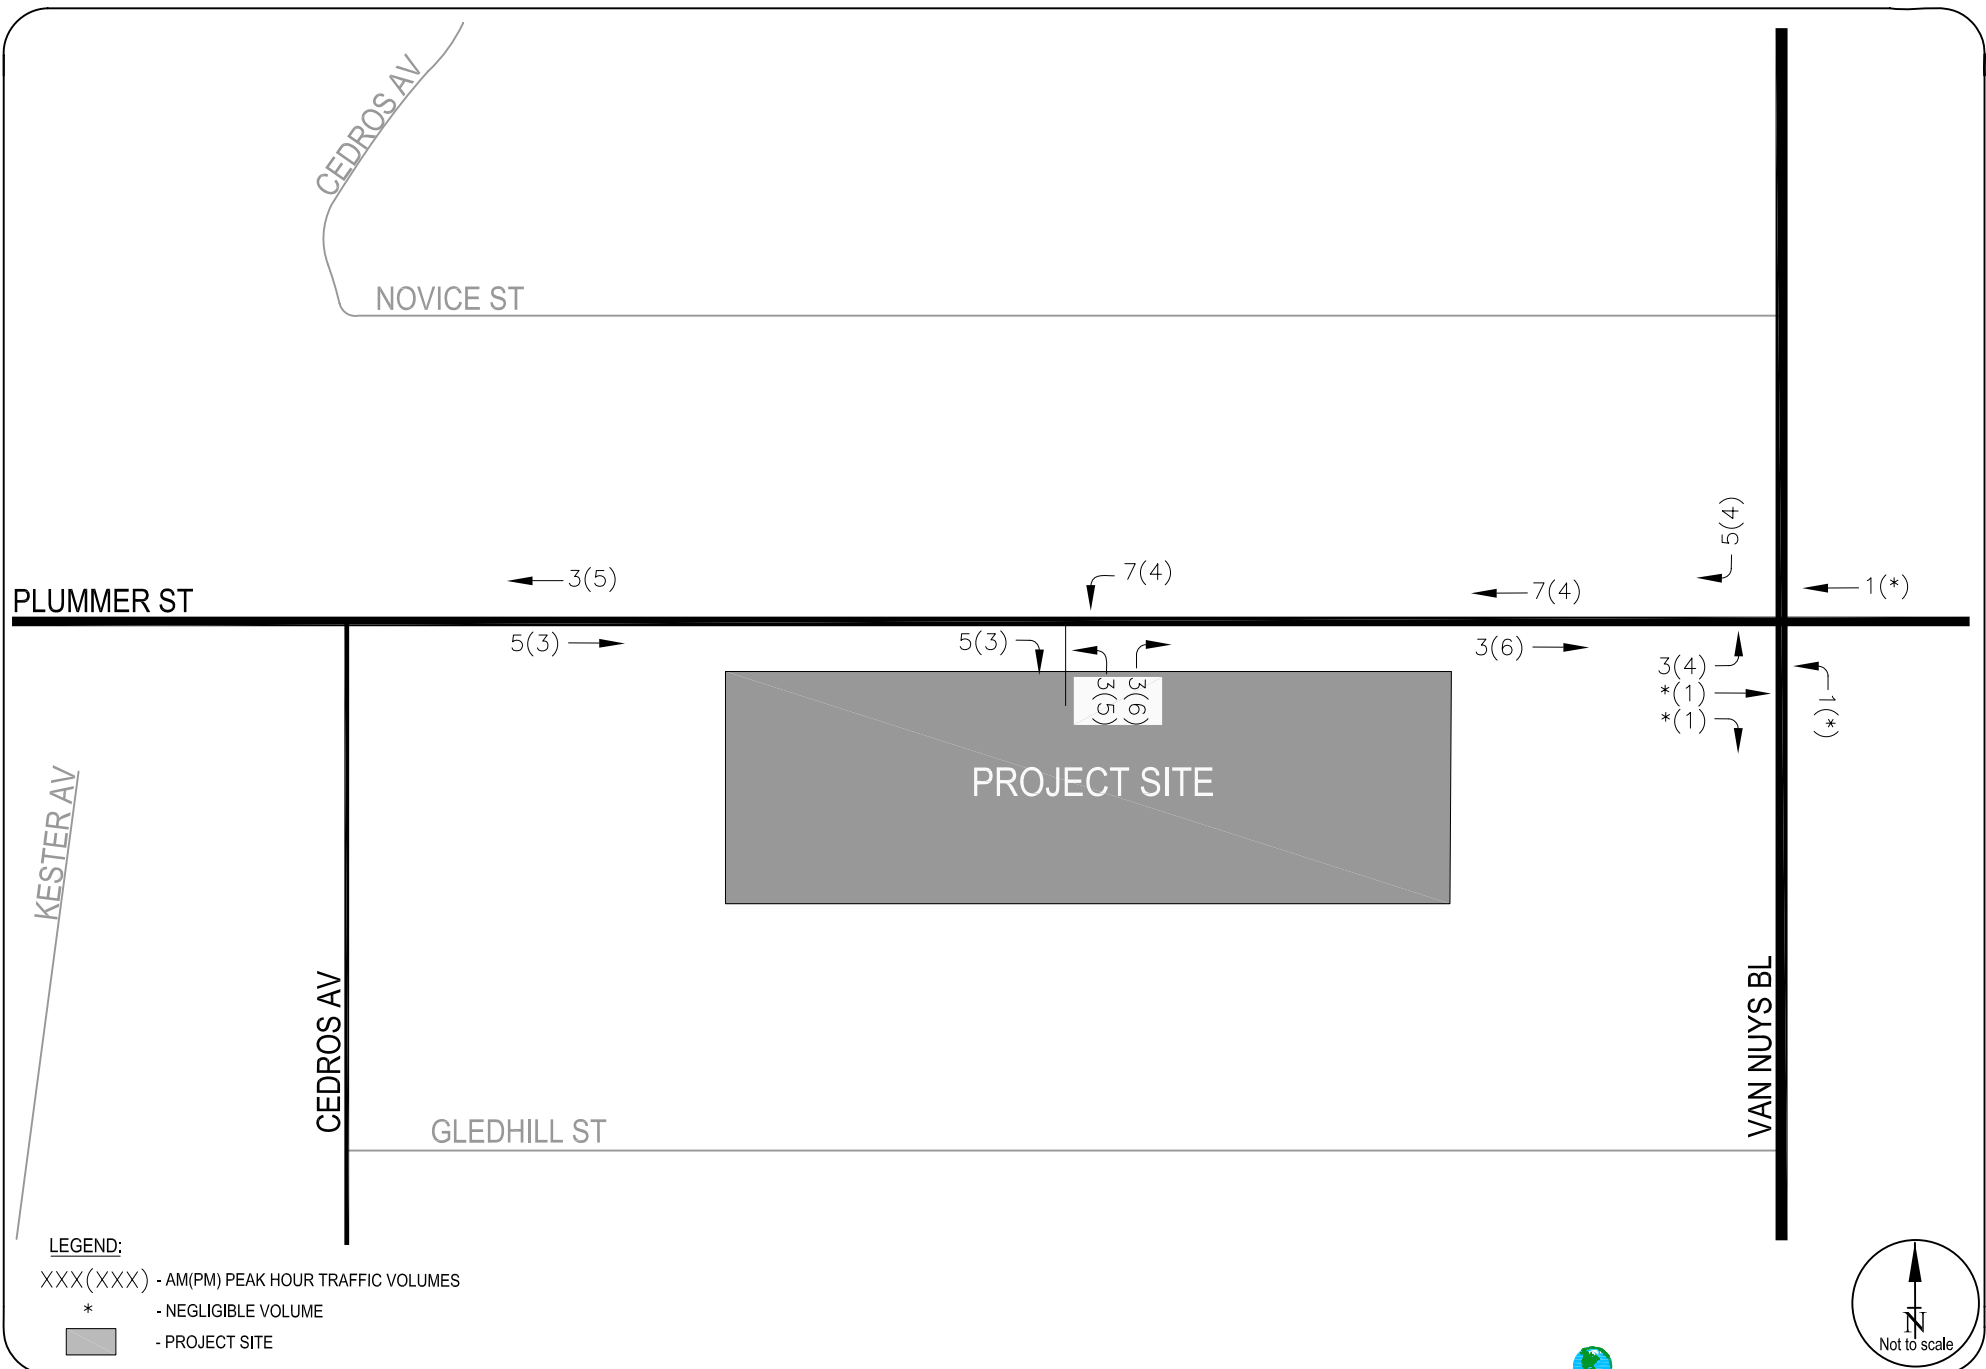 CEDROS AV
NOVICE ST
5(4)
3(5)
7(4)
7(4)
1(*)
PLUMMER ST
5(3)
5(3)
3(6)
3(4)
*(1)
*(1)
1(*)
3(5)
3(6)
PROJECT SITE
KESTER AV
CEDROS AV
VAN NUYS BL
GLEDHILL ST
LEGEND:
XXX(XXX) - AM(PM) PEAK HOUR TRAFFIC VOLUMES
* - NEGLIGIBLE VOLUME
- PROJECT SITE
N
Not to scale